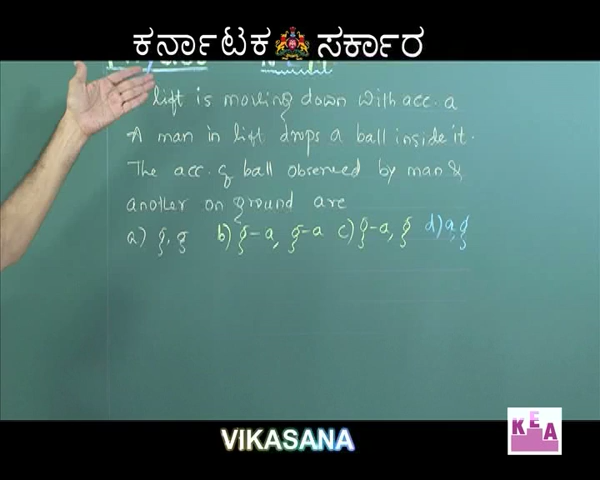 ಕರ್ನಾಟಕ ಸರ್ಕಾರ
lift is moving down with acc. a
A man in lift drops a ball inside it.
The acc. of ball observed by man &
another on ground are
a) g, g b) g-a, g-a c) g-a, g d) a, g
KEA
VIKASANA